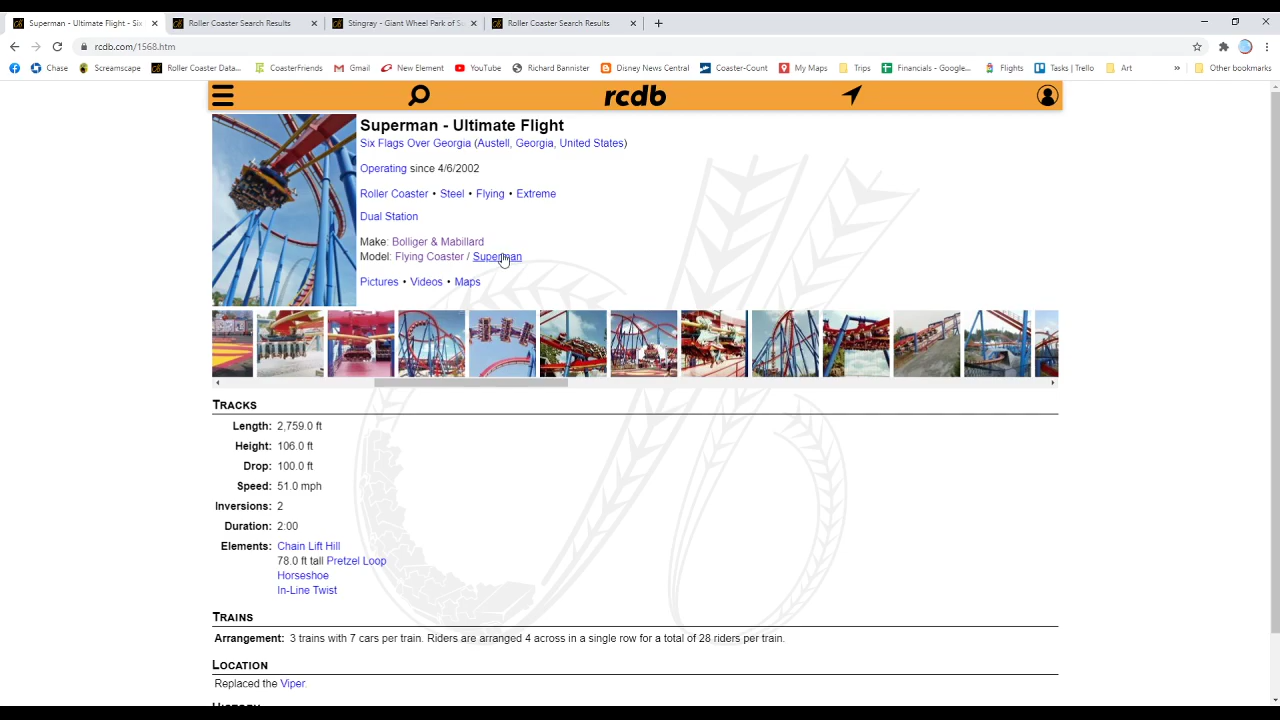 Superman - Ultimate Flight - Six
Roller Coaster Search Results
Stingray - Giant Wheel Park of Su
Roller Coaster Search Results
rcdb.com/1568.htm
Chase
Screamscape
Roller Coaster Data...
CoasterFriends
Gmail
New Element
YouTube
Richard Bannister
Disney News Central
Coaster-Count
My Maps
Trips
Financials - Google...
Flights
Tasks | Trello
Art
»
Other bookmarks
rcdb
Superman - Ultimate Flight
Six Flags Over Georgia (Austell, Georgia, United States)
Operating since 4/6/2002
Roller Coaster • Steel • Flying • Extreme
Dual Station
Make: Bolliger & Mabillard
Model: Flying Coaster / Superman
Pictures • Videos • Maps
TRACKS
Length: 2,759.0 ft
Height: 106.0 ft
Drop: 100.0 ft
Speed: 51.0 mph
Inversions: 2
Duration: 2:00
Elements: Chain Lift Hill
78.0 ft tall Pretzel Loop
Horseshoe
In-Line Twist
TRAINS
Arrangement: 3 trains with 7 cars per train. Riders are arranged 4 across in a single row for a total of 28 riders per train.
LOCATION
Replaced the Viper.
HISTORY